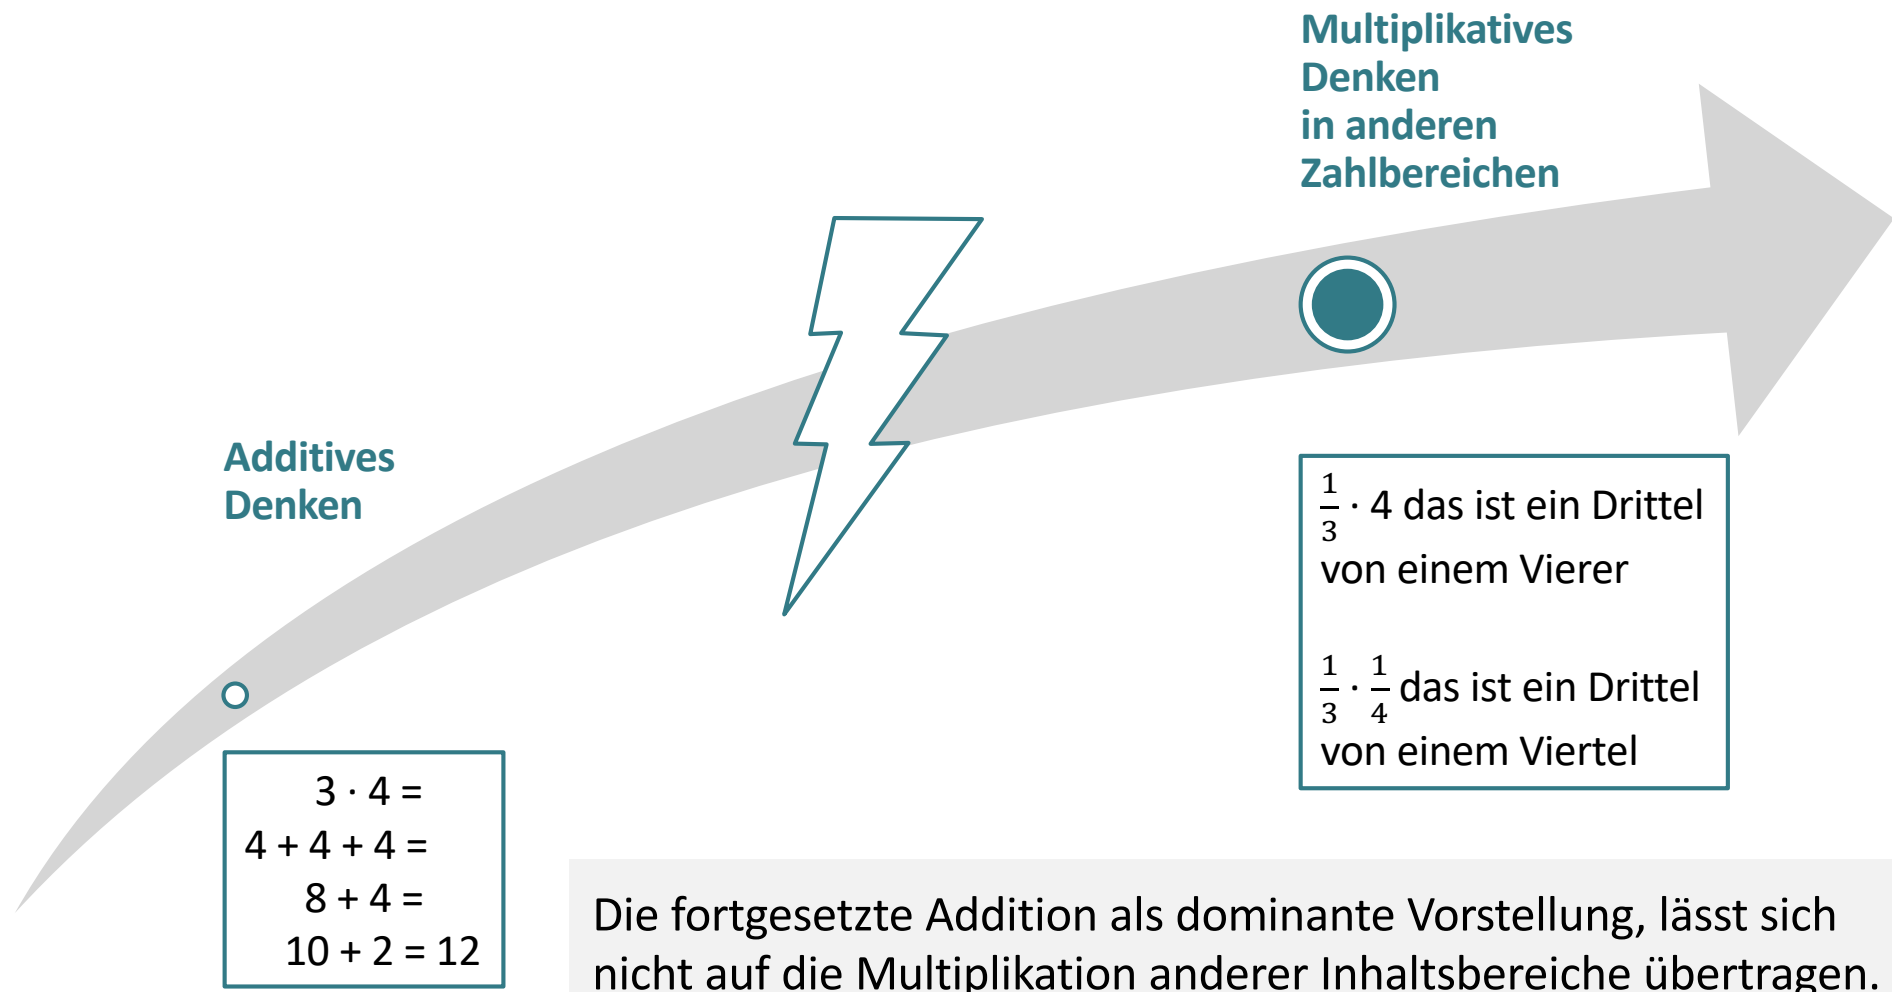 Multiplikatives
Denken
in anderen
Zahlbereichen
Additives
Denken
3 · 4 =
4 + 4 + 4 =
8 + 4 =
10 + 2 = 12
1/3 · 4 das ist ein Drittel
von einem Vierer
1/3 · 1/4 das ist ein Drittel
von einem Viertel
Die fortgesetzte Addition als dominante Vorstellung, lässt sich
nicht auf die Multiplikation anderer Inhaltsbereiche übertragen.